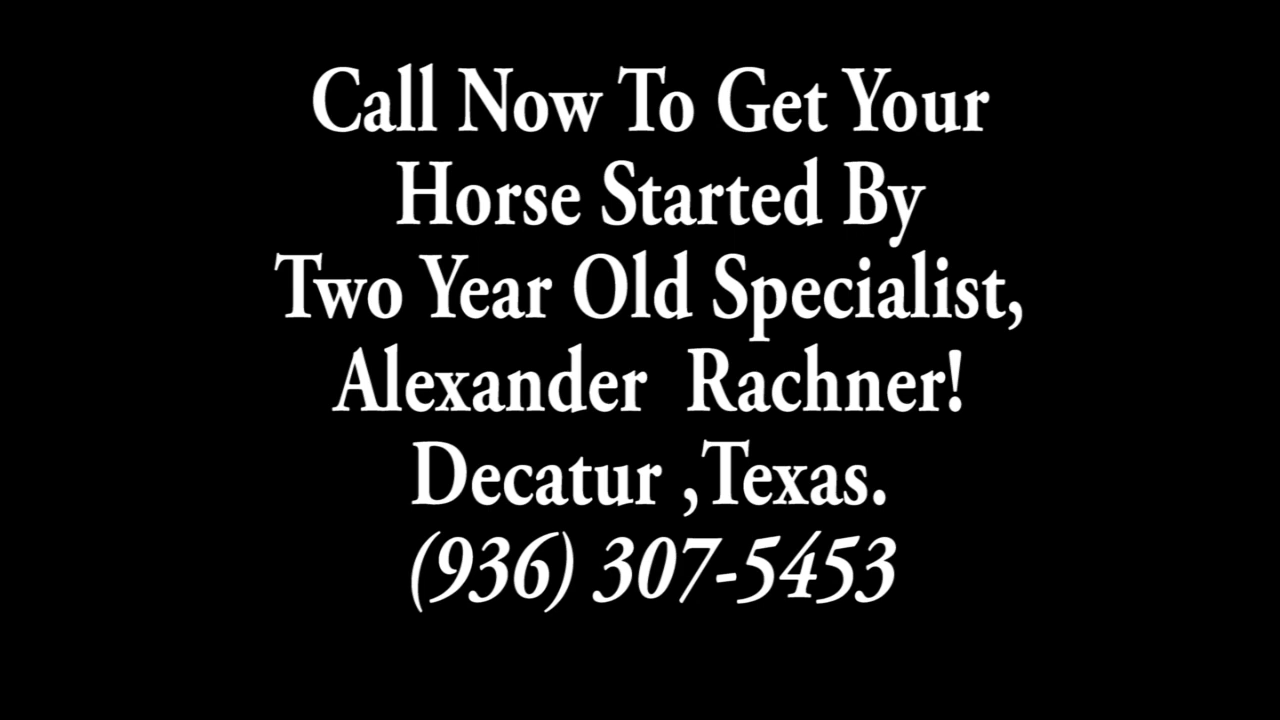 Call Now To Get Your
Horse Started By
Two Year Old Specialist,
Alexander  Rachner!
Decatur ,Texas.
(936) 307-5453